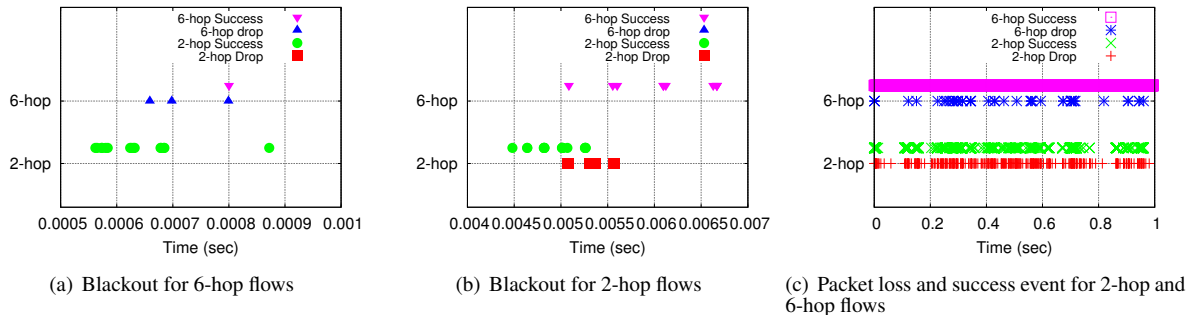 6-hop Success
6-hop drop
2-hop Success
2-hop Drop
6-hop
2-hop
0.0005 0.0006 0.0007 0.0008 0.0009 0.001
Time (sec)
(a) Blackout for 6-hop flows
6-hop Success
6-hop drop
2-hop Success
2-hop Drop
6-hop
2-hop
0.004 0.0045 0.005 0.0055 0.006 0.0065 0.007
Time (sec)
(b) Blackout for 2-hop flows
6-hop Success
6-hop drop
2-hop Success
2-hop Drop
6-hop
2-hop
0 0.2 0.4 0.6 0.8 1
Time (sec)
(c) Packet loss and success event for 2-hop and
6-hop flows